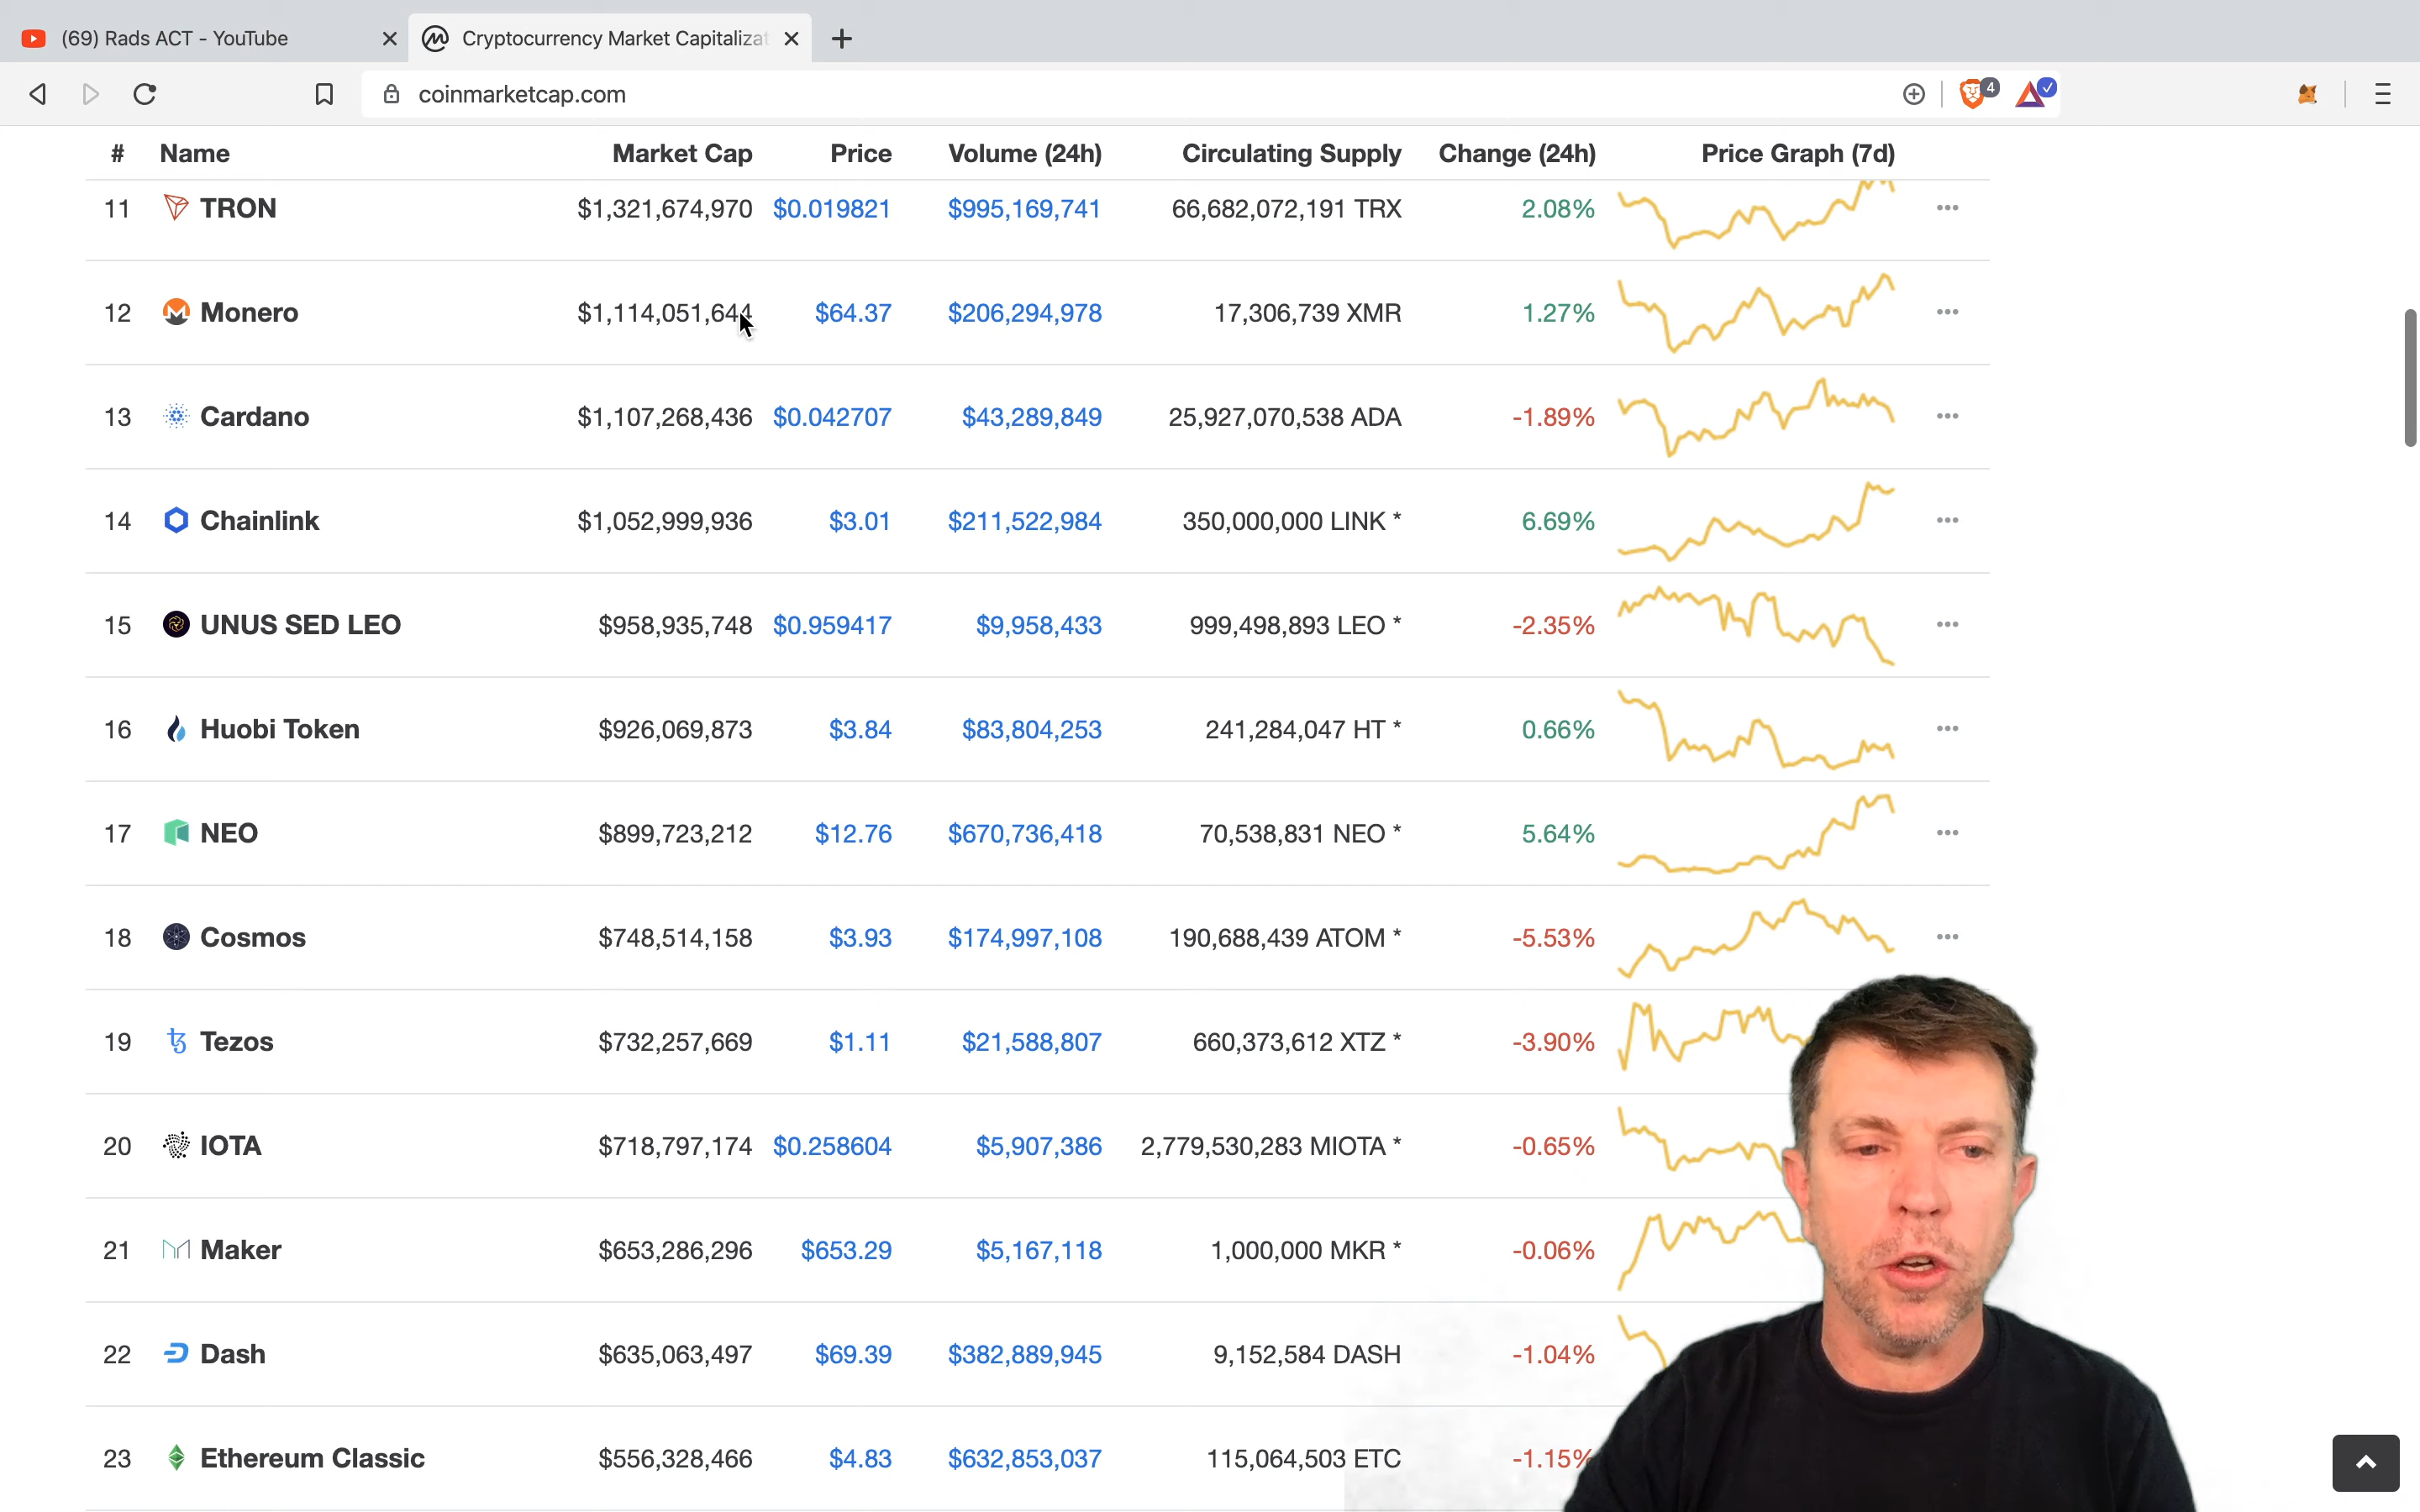 (69) Rads ACT - YouTube
Cryptocurrency Market Capitalizat
coinmarketcap.com
4
# Name Market Cap Price Volume (24h) Circulating Supply Change (24h) Price Graph (7d)
11 TRON $1,321,674,970 $0.019821 $995,169,741 66,682,072,191 TRX 2.08%
12 Monero $1,114,051,644 $64.37 $206,294,978 17,306,739 XMR 1.27%
13 Cardano $1,107,268,436 $0.042707 $43,289,849 25,927,070,538 ADA -1.89%
14 Chainlink $1,052,999,936 $3.01 $211,522,984 350,000,000 LINK * 6.69%
15 UNUS SED LEO $958,935,748 $0.959417 $9,958,433 999,498,893 LEO * -2.35%
16 Huobi Token $926,069,873 $3.84 $83,804,253 241,284,047 HT * 0.66%
17 NEO $899,723,212 $12.76 $670,736,418 70,538,831 NEO * 5.64%
18 Cosmos $748,514,158 $3.93 $174,997,108 190,688,439 ATOM * -5.53%
19 Tezos $732,257,669 $1.11 $21,588,807 660,373,612 XTZ * -3.90%
20 IOTA $718,797,174 $0.258604 $5,907,386 2,779,530,283 MIOTA * -0.65%
21 Maker $653,286,296 $653.29 $5,167,118 1,000,000 MKR * -0.06%
22 Dash $635,063,497 $69.39 $382,889,945 9,152,584 DASH -1.04%
23 Ethereum Classic $556,328,466 $4.83 $632,853,037 115,064,503 ETC -1.15%